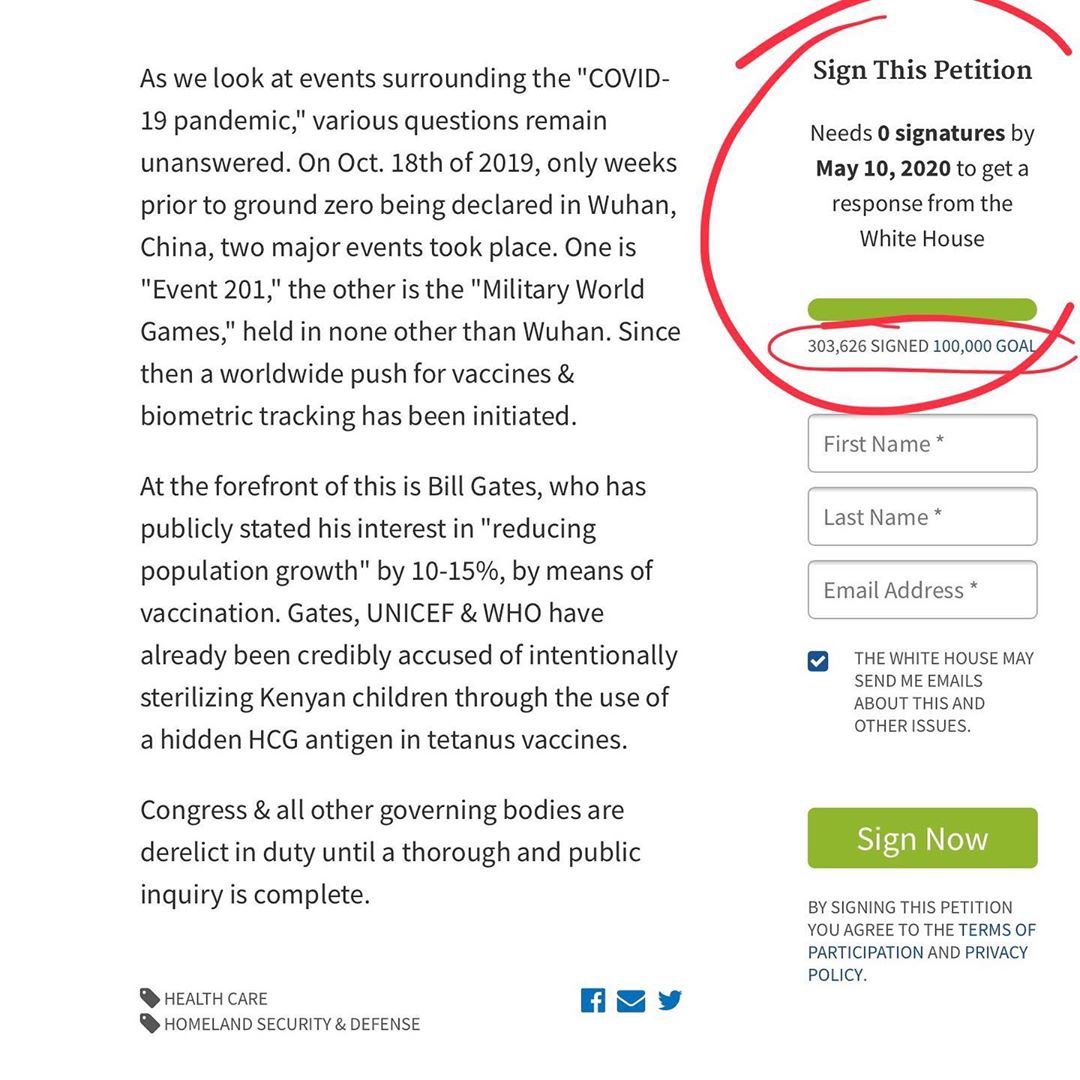 As we look at events surrounding the "COVID-
19 pandemic," various questions remain
unanswered. On Oct. 18th of 2019, only weeks
prior to ground zero being declared in Wuhan,
China, two major events took place. One is
"Event 201," the other is the "Military World
Games," held in none other than Wuhan. Since
then a worldwide push for vaccines &
biometric tracking has been initiated.
At the forefront of this is Bill Gates, who has
publicly stated his interest in "reducing
population growth" by 10-15%, by means of
vaccination. Gates, UNICEF & WHO have
already been credibly accused of intentionally
sterilizing Kenyan children through the use of
a hidden HCG antigen in tetanus vaccines.
Congress & all other governing bodies are
derelict in duty until a thorough and public
inquiry is complete.
HEALTH CARE
HOMELAND SECURITY & DEFENSE
Sign This Petition
Needs 0 signatures by
May 10, 2020 to get a
response from the
White House
303,626 SIGNED 100,000 GOAL
First Name *
Last Name *
Email Address *
THE WHITE HOUSE MAY
SEND ME EMAILS
ABOUT THIS AND
OTHER ISSUES.
Sign Now
BY SIGNING THIS PETITION
YOU AGREE TO THE TERMS OF
PARTICIPATION AND PRIVACY
POLICY.